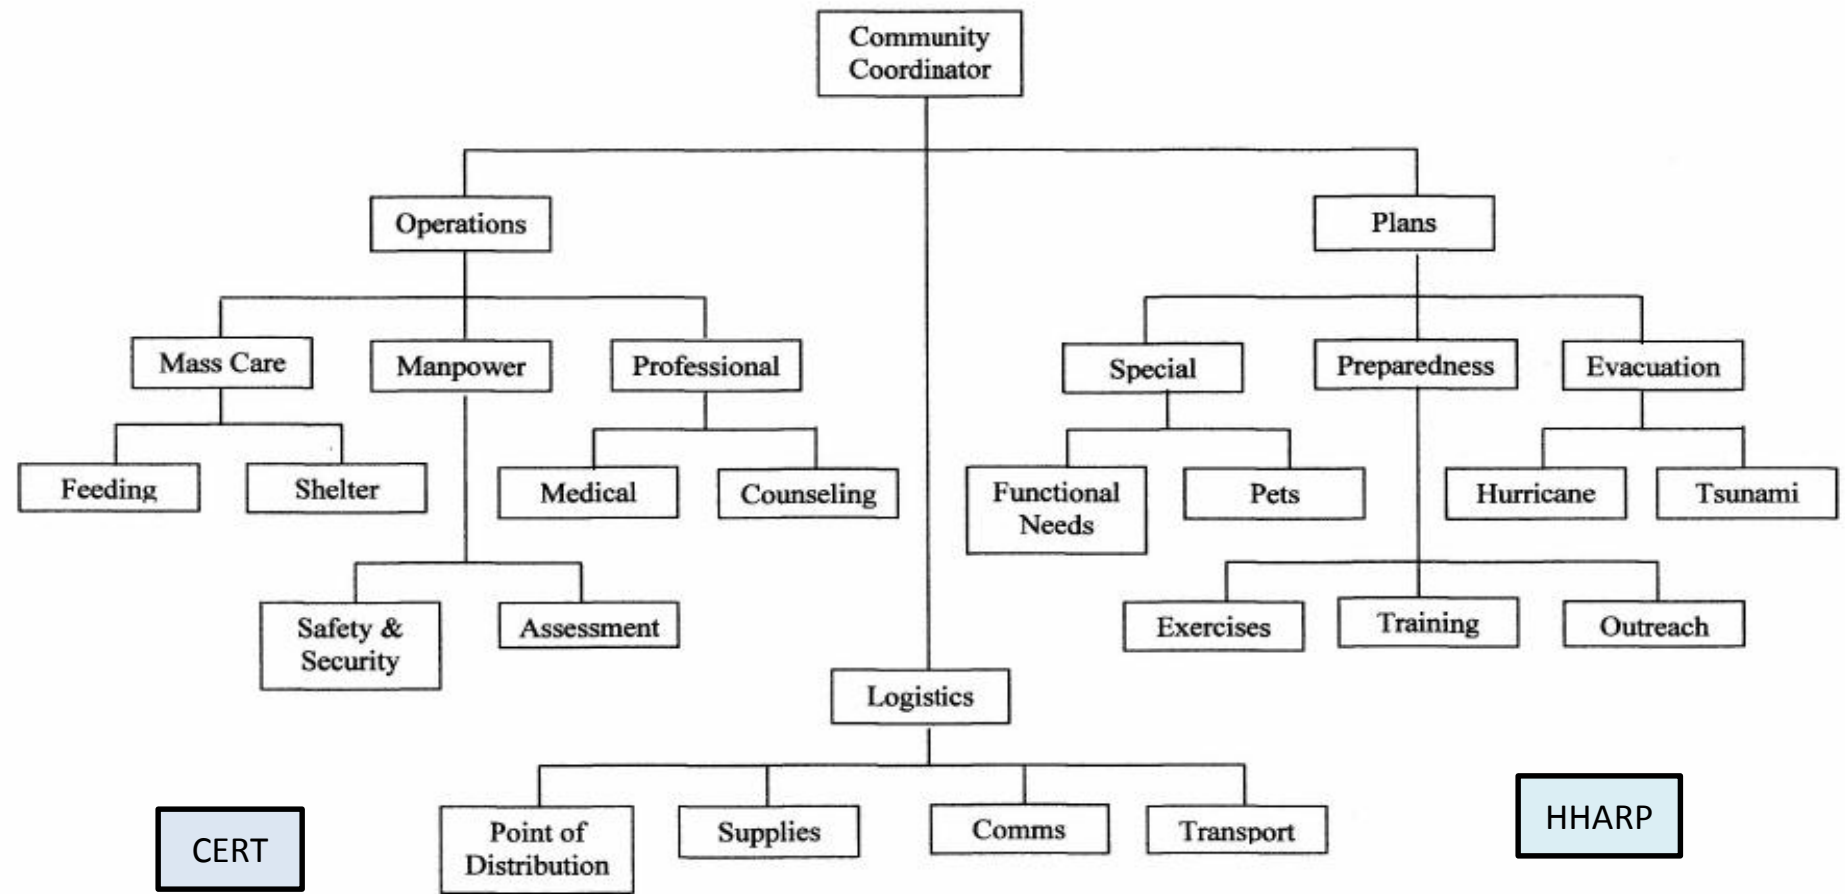 Community
Coordinator
Operations
Plans
Mass Care
Manpower
Professional
Special
Preparedness
Evacuation
Feeding
Shelter
Medical
Counseling
Functional
Needs
Pets
Hurricane
Tsunami
Safety &
Security
Assessment
Exercises
Training
Outreach
Logistics
Point of
Distribution
Supplies
Comms
Transport
CERT
HHARP